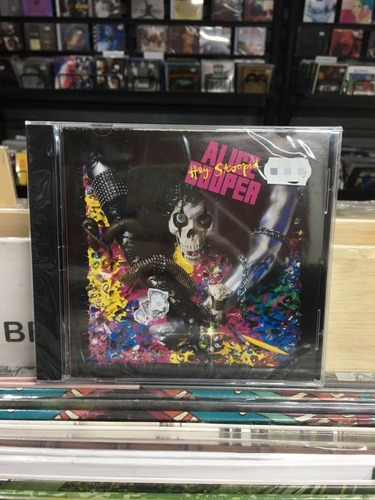 ALICE
Hey Stoopid
COOPER
B